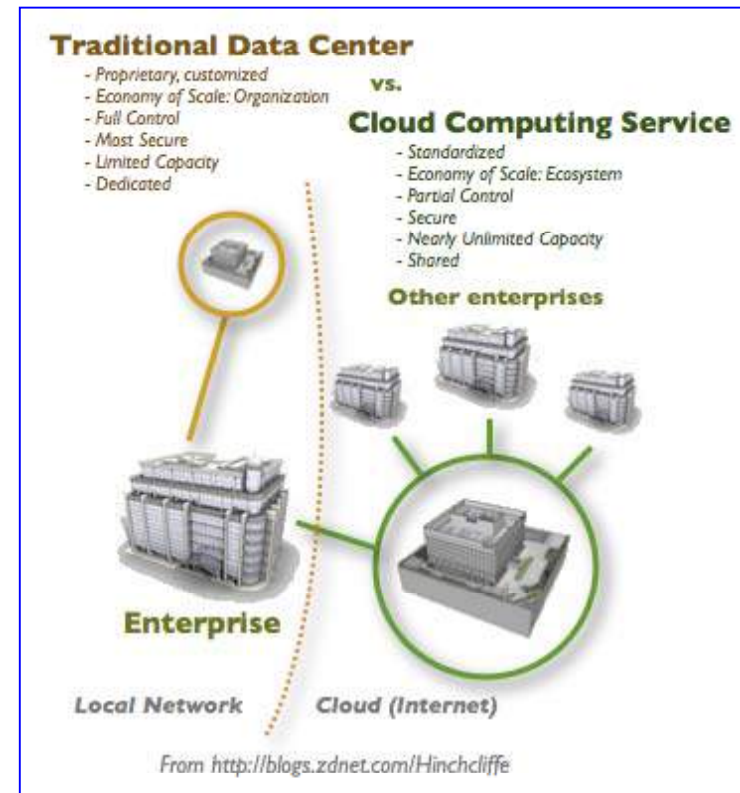 Traditional Data Center
- Proprietary, customized
- Economy of Scale: Organization
- Full Control
- Most Secure
- Limited Capacity
- Dedicated
vs.
Cloud Computing Service
- Standardized
- Economy of Scale: Ecosystem
- Partial Control
- Secure
- Nearly Unlimited Capacity
- Shared
Other enterprises
Enterprise
Local Network
Cloud (Internet)
From http://blogs.zdnet.com/Hinchcliffe